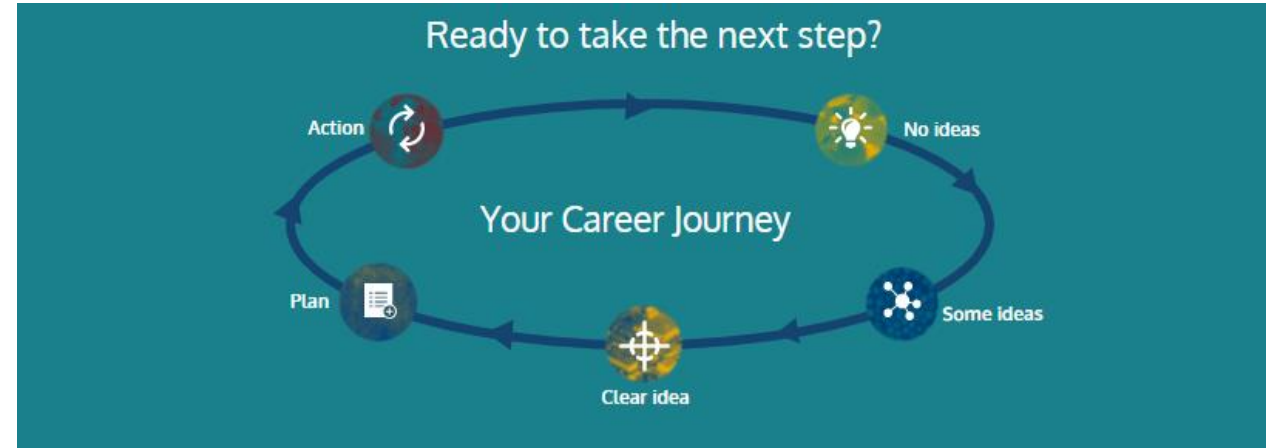 Ready to take the next step?
Action
No ideas
Your Career Journey
Plan
Some ideas
Clear idea